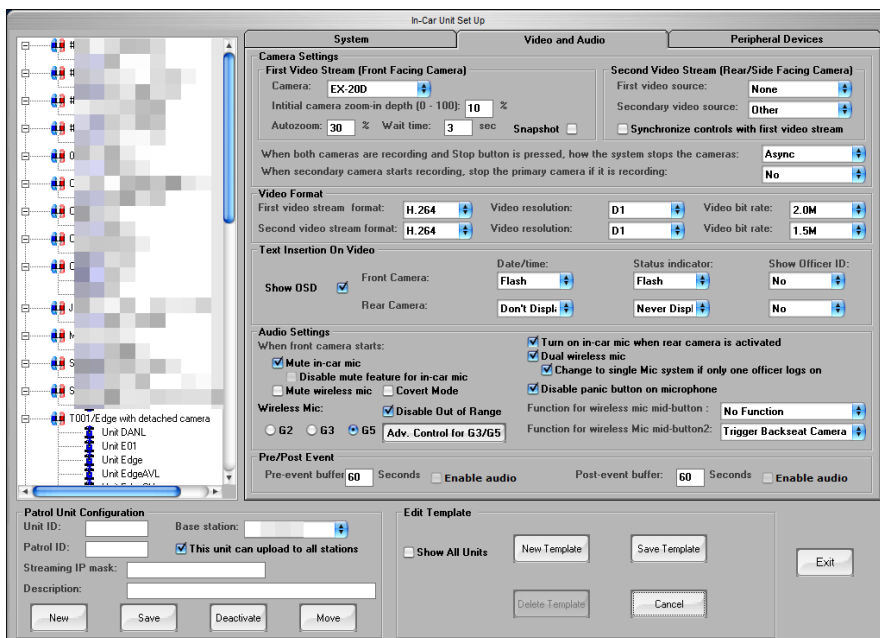 In-Car Unit Set Up
System Video and Audio Peripheral Devices
Camera Settings
First Video Stream (Front Facing Camera)
Camera: EX-20D
Intitial camera zoom-in depth (0 - 100): 10 %
Autozoom: 30 % Wait time: 3 sec Snapshot
Second Video Stream (Rear/Side Facing Camera)
First video source: None
Secondary video source: Other
Synchronize controls with first video stream
When both cameras are recording and Stop button is pressed, how the system stops the cameras: Async
When secondary camera starts recording, stop the primary camera if it is recording: No
Video Format
First video stream format: H.264 Video resolution: D1 Video bit rate: 2.0M
Second video stream format: H.264 Video resolution: D1 Video bit rate: 1.5M
Text Insertion On Video
Date/time: Status indicator: Show Officer ID:
Show OSD Front Camera: Flash Flash No
Rear Camera: Don't Displ Never Displ No
Audio Settings
When front camera starts:
Mute in-car mic
Disable mute feature for in-car mic
Mute wireless mic Covert Mode
Wireless Mic: Disable Out of Range
G2 G3 G5 Adv. Control for G3/G5
Turn on in-car mic when rear camera is activated
Dual wireless mic
Change to single Mic system if only one officer logs on
Disable panic button on microphone
Function for wireless mic mid-button : No Function
Function for wireless Mic mid-button2: Trigger Backseat Camera
Pre/Post Event
Pre-event buffer 60 Seconds Enable audio Post-event buffer: 60 Seconds Enable audio
T001/Edge with detached camera
Unit DANL
Unit E01
Unit Edge
Unit EdgeAVL
Patrol Unit Configuration
Unit ID: Base station:
Patrol ID: This unit can upload to all stations
Streaming IP mask:
Description:
New Save Deactivate Move
Edit Template
Show All Units New Template Save Template
Delete Template Cancel
Exit